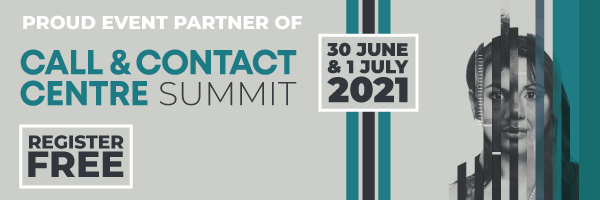 PROUD EVENT PARTNER OF
CALL & CONTACT
CENTRE SUMMIT
30 JUNE
& 1 JULY
2021
REGISTER
FREE